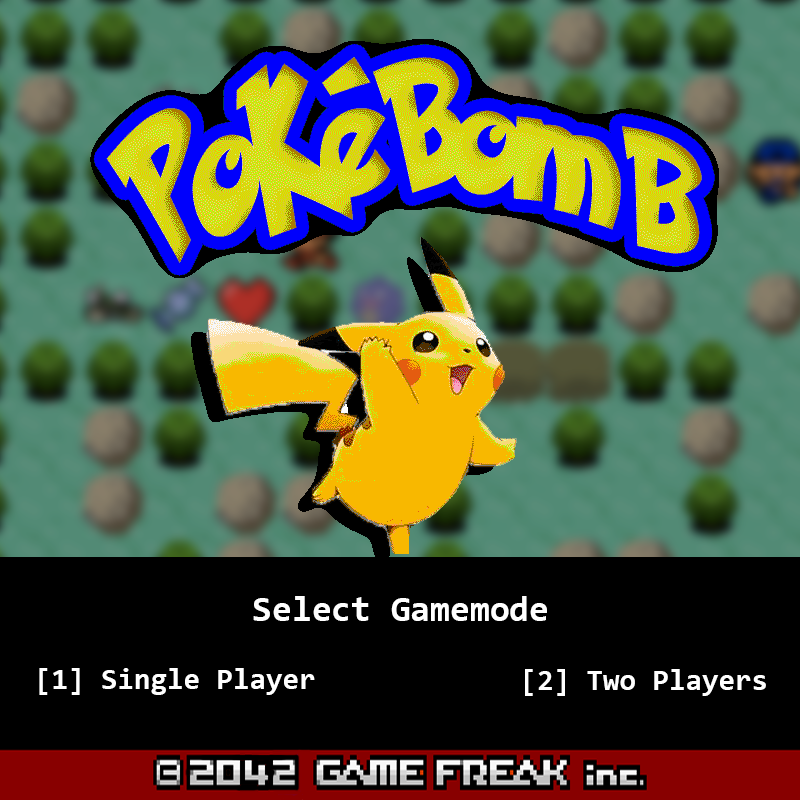 PokéBomB
Select Gamemode
[1] Single Player
[2] Two Players
© 2042 GAME FREAK inc.